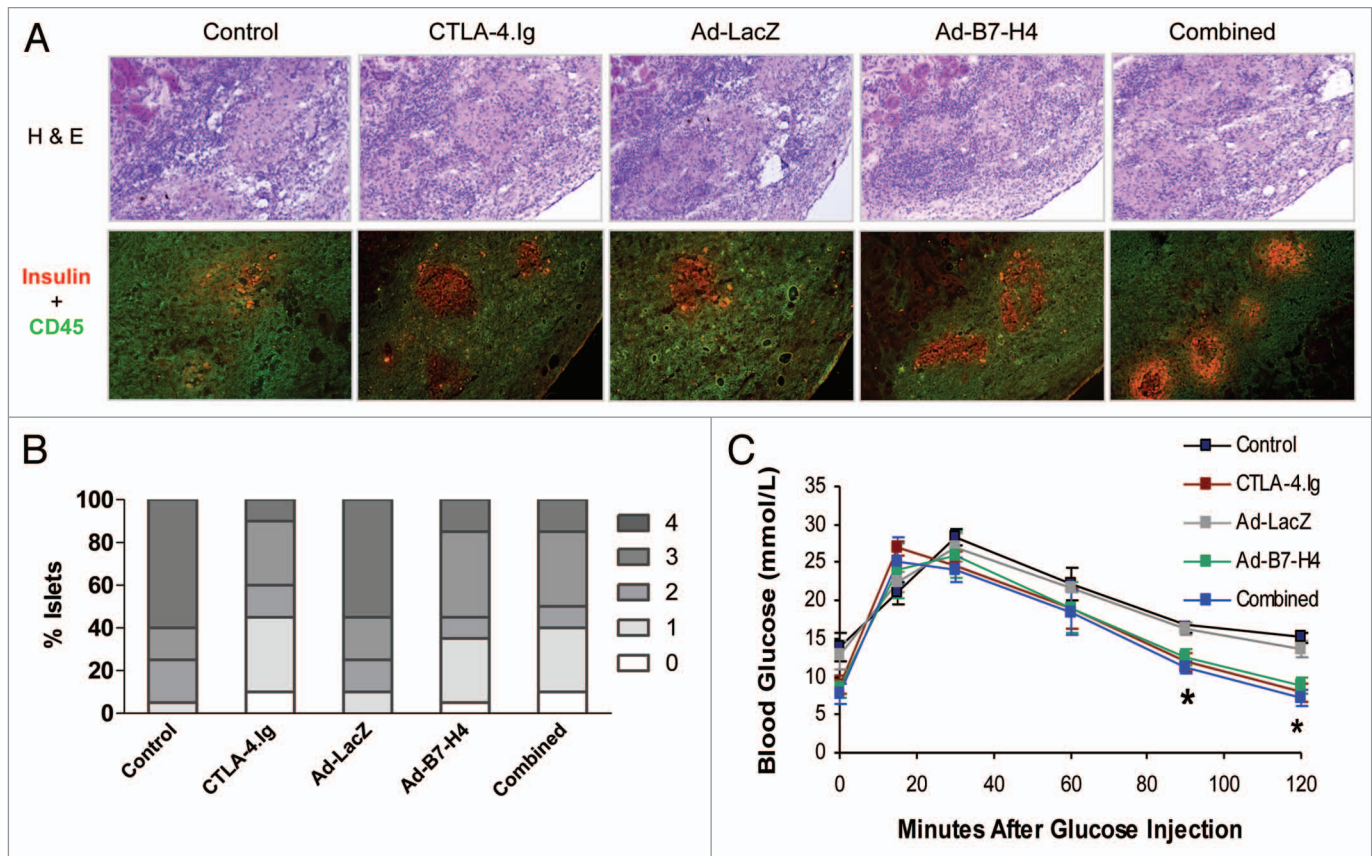 A
Control CTLA-4.Ig Ad-LacZ Ad-B7-H4 Combined
H & E
Insulin
+
CD45
B
100
80
60
40
20
0
% Islets
Control
CTLA-4.Ig
Ad-LacZ
Ad-B7-H4
Combined
4
3
2
1
0
C
Control
CTLA-4.Ig
Ad-LacZ
Ad-B7-H4
Combined
35
30
25
20
15
10
5
0
Blood Glucose (mmol/L)
*
*
0 20 40 60 80 100 120
Minutes After Glucose Injection